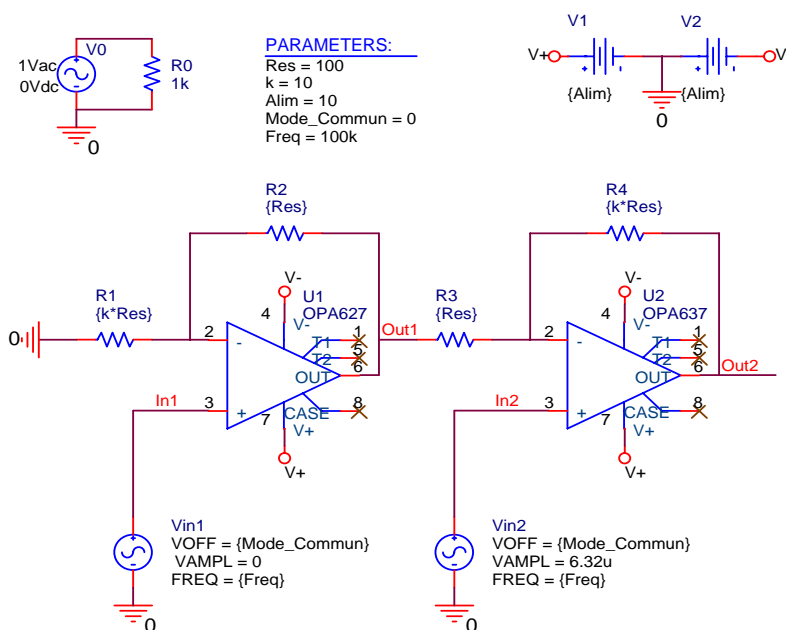 V0
1Vac
0Vdc
R0
1k
0
PARAMETERS:
Res = 100
k = 10
Alim = 10
Mode_Commun = 0
Freq = 100k
V1
V2
V+
+
-
+
-
V
{Alim}
{Alim}
0
R2
{Res}
R4
{k*Res}
R1
{k*Res}
V-
U1
OPA627
4
V-
R3
{Res}
V-
U2
OPA637
4
V-
0
2
-
T1
1
T2
5
OUT
6
Out1
2
-
T1
1
T2
5
OUT
6
Out2
In1
3
+
7
CASE
8
V+
V+
In2
3
+
7
CASE
8
V+
V+
Vin1
VOFF = {Mode_Commun}
VAMPL = 0
FREQ = {Freq}
0
Vin2
VOFF = {Mode_Commun}
VAMPL = 6.32u
FREQ = {Freq}
0